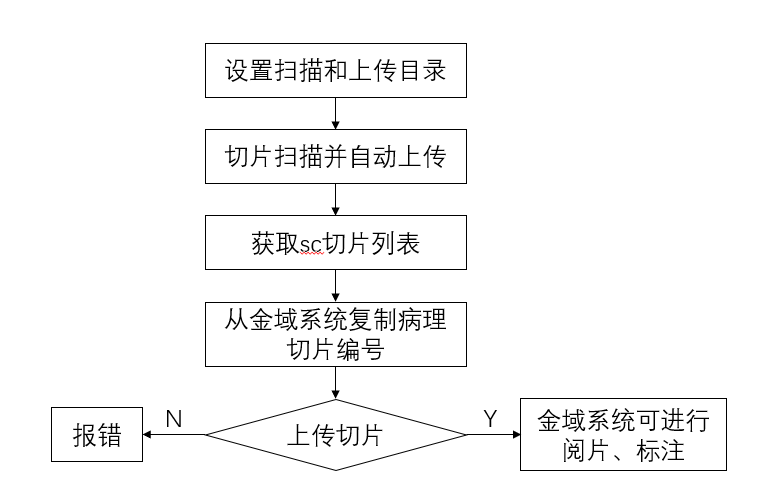 设置扫描和上传目录
切片扫描并自动上传
获取sc切片列表
从金域系统复制病理
切片编号
N
Y
报错
上传切片
金域系统可进行
阅片、标注